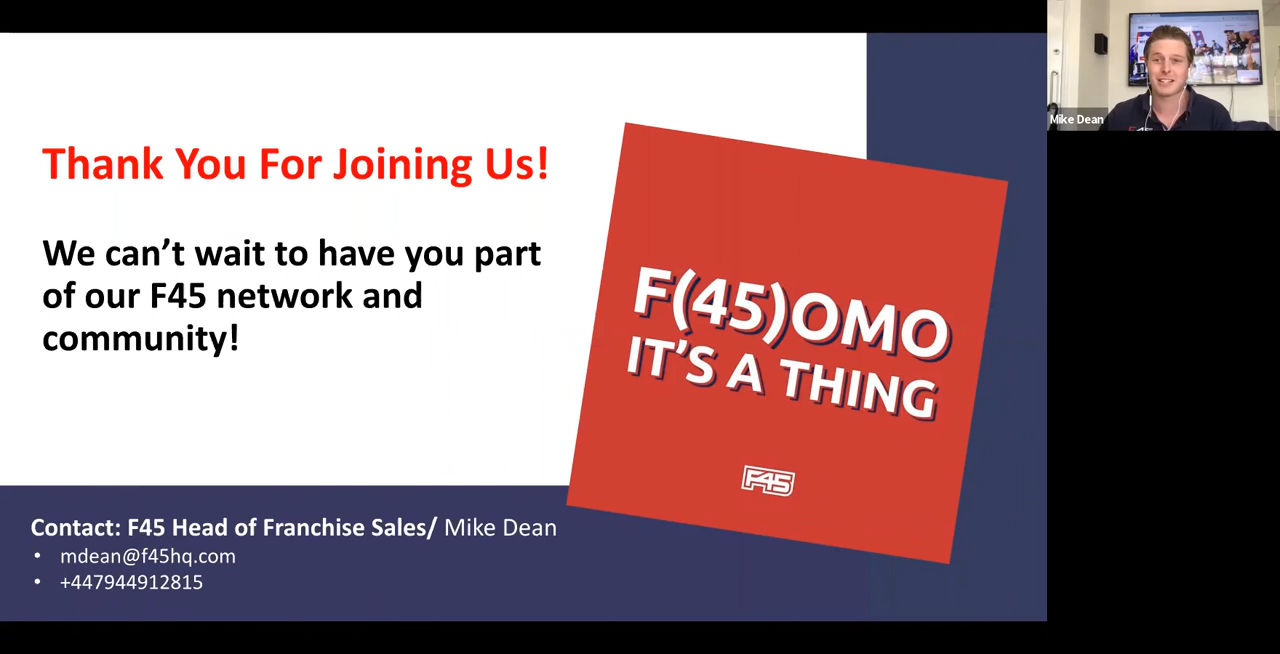 Thank You For Joining Us!
We can’t wait to have you part
of our F45 network and
community!
F(45)OMO
IT’S A THING
F45
Contact: F45 Head of Franchise Sales/ Mike Dean
• mdean@f45hq.com
• +447944912815
Mike Dean
F45